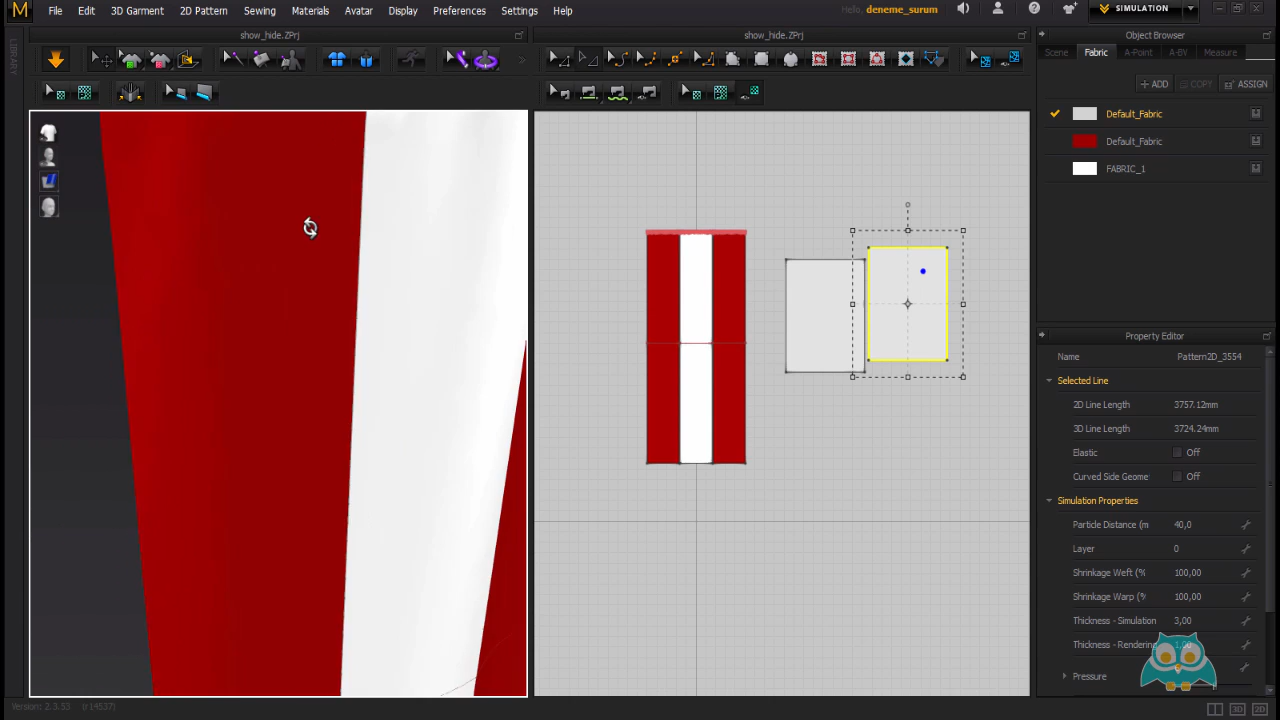 M File Edit 3D Garment 2D Pattern Sewing Materials Avatar Display Preferences Settings Help
Hello, deneme_surum
SIMULATION
LIBRARY
show_hide.ZPrj
show_hide.ZPrj
Object Browser
Scene Fabric A-Point A-BV Measure
ADD COPY ASSIGN
Default_Fabric
Default_Fabric
FABRIC_1
Property Editor
Name Pattern2D_3554
Selected Line
2D Line Length 3757.12mm
3D Line Length 3724.24mm
Elastic Off
Curved Side Geome Off
Simulation Properties
Particle Distance (m 40,0
Layer 0
Shrinkage Weft (% 100,00
Shrinkage Warp (% 100,00
Thickness - Simulation 3,00
Thickness - Rendering 1,00
Pressure
Version: 2.3.53 (r14537)
3D 2D